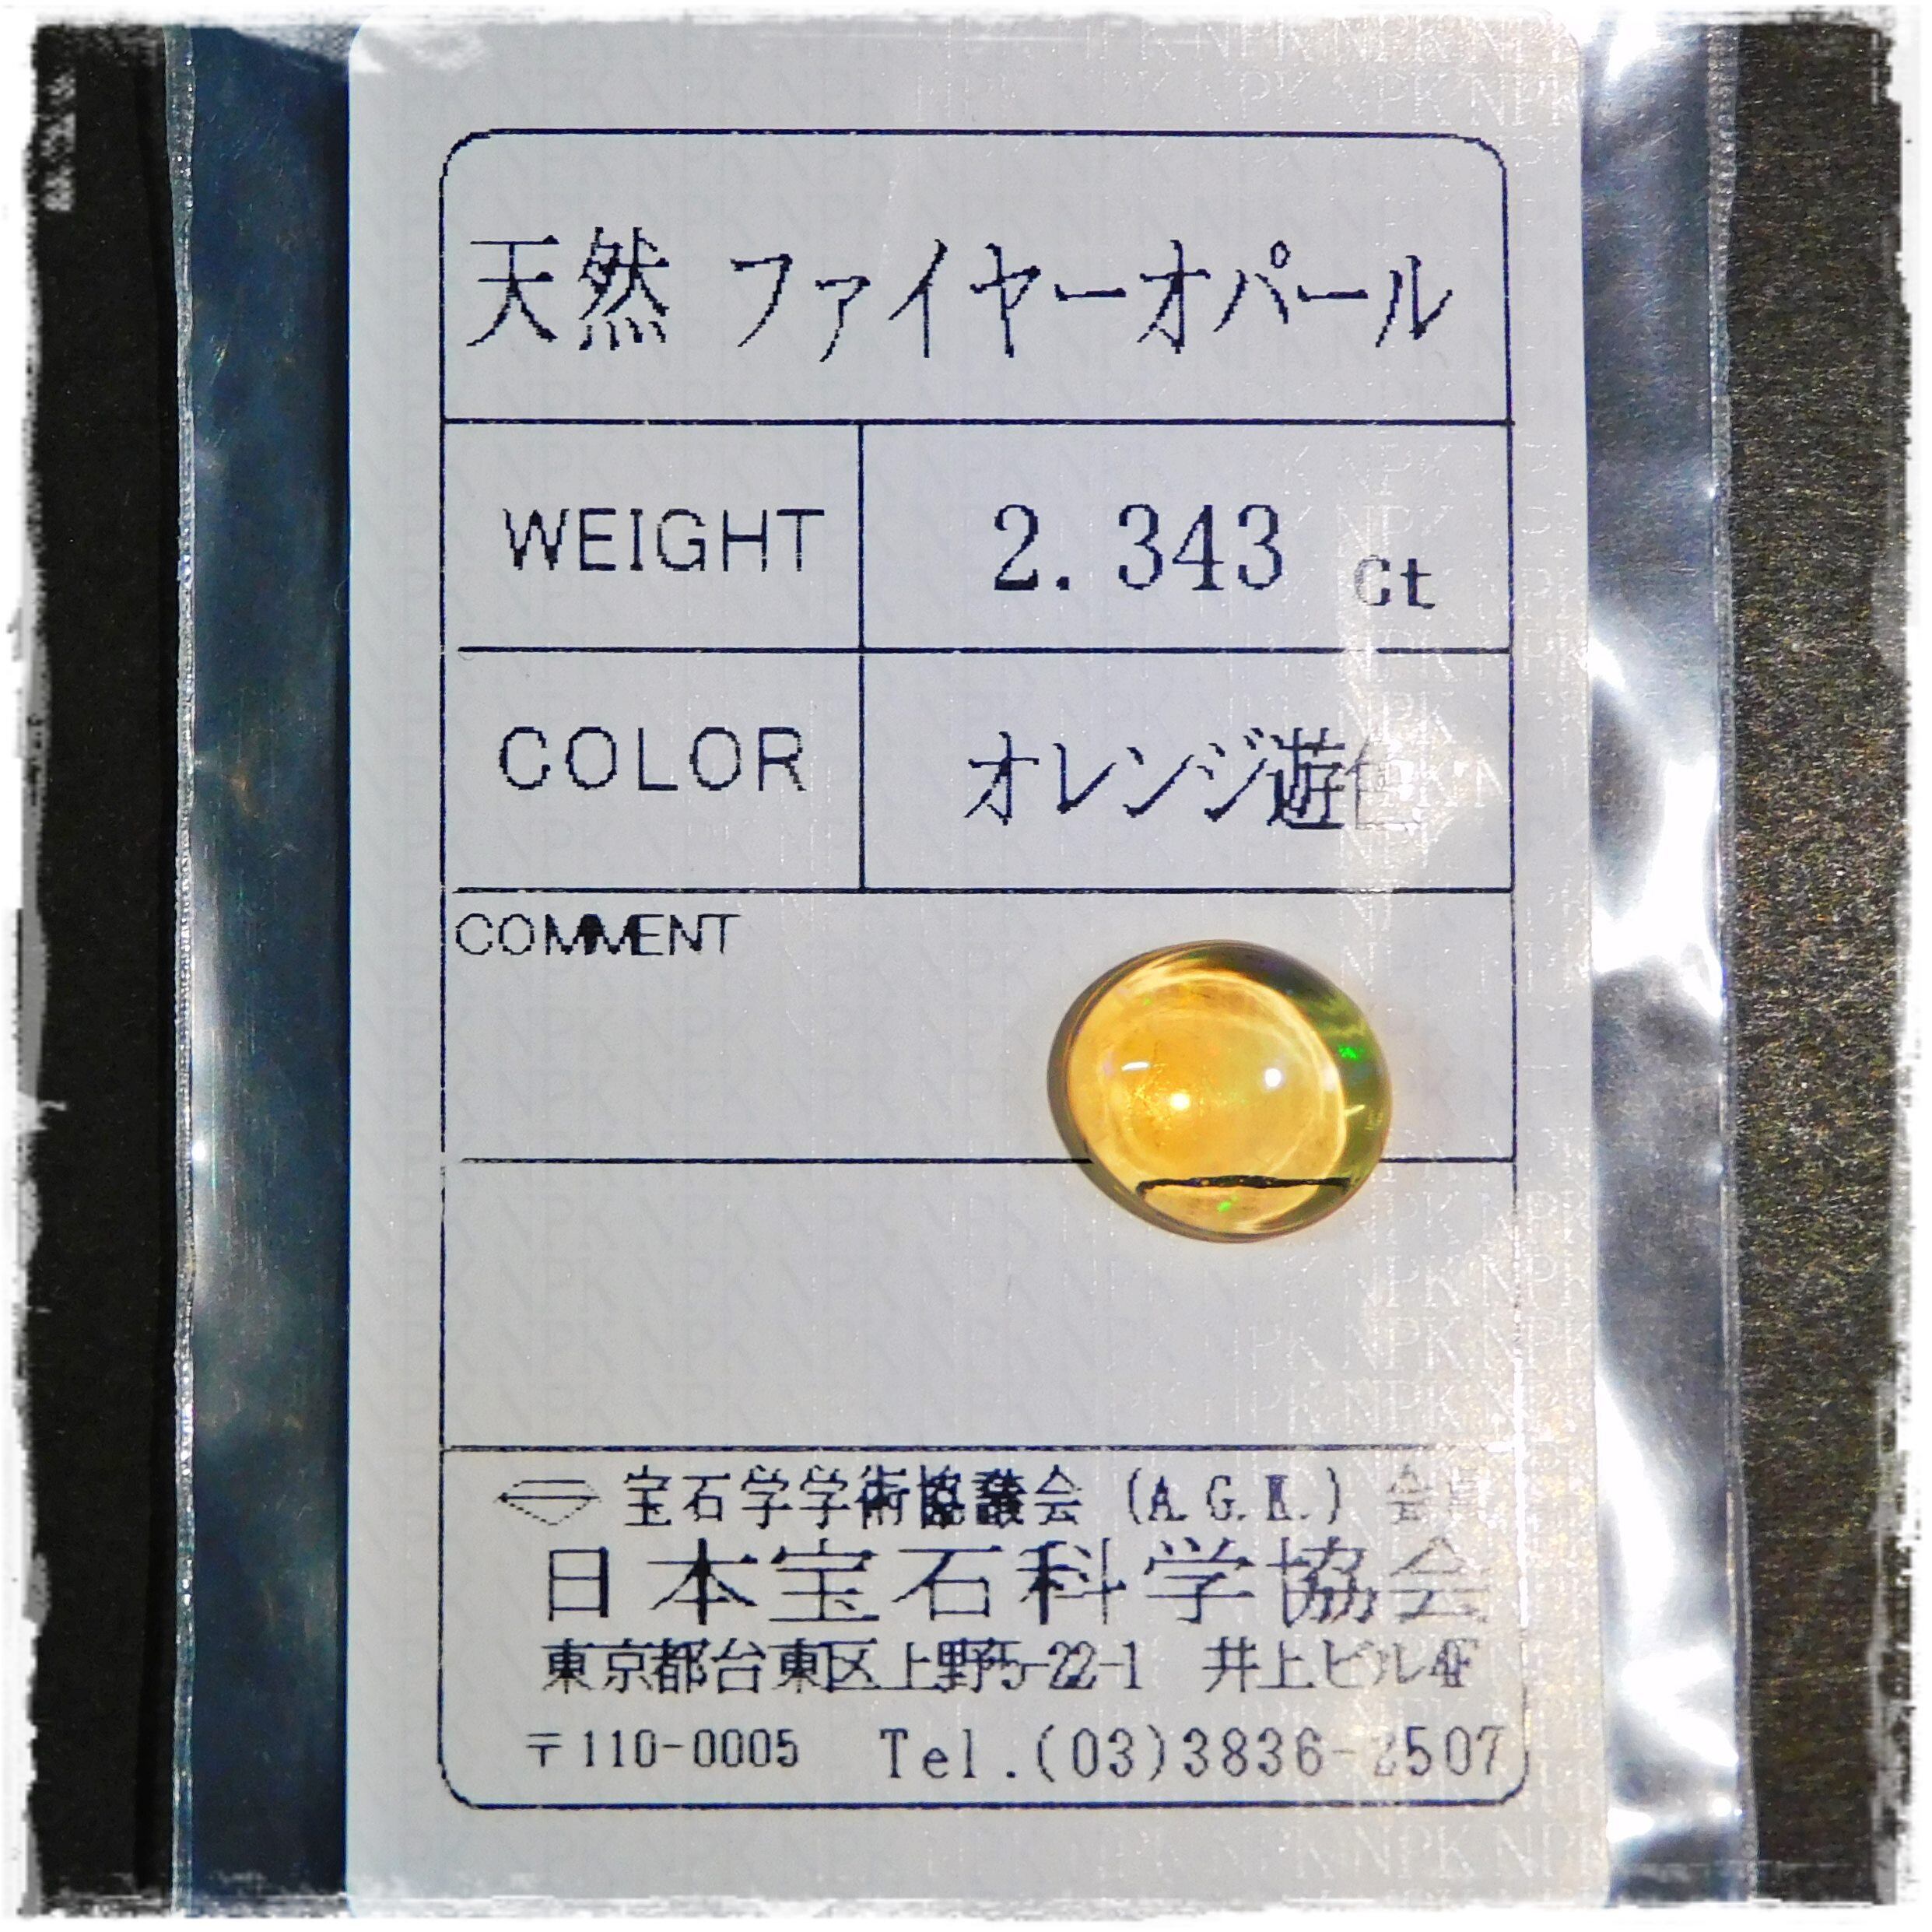 天然 ファイヤーオパール
WEIGHT 2.343 ct
COLOR オレンジ遊色
COMMENT
宝石学学術協議会 (A.G.K.) 会員
日本宝石科学協会
東京都台東区上野5-22-1 井上ビル4F
〒110-0005 Tel.(03)3836-2507